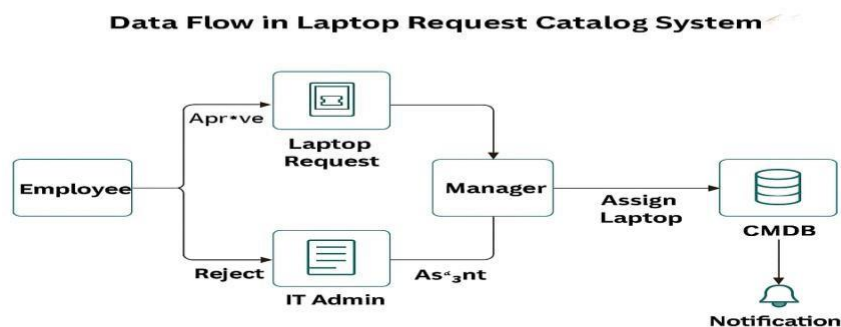 Data Flow in Laptop Request Catalog System
Laptop
Request
Employee
Manager
Assign
Laptop
CMDB
Reject
IT Admin
Notification